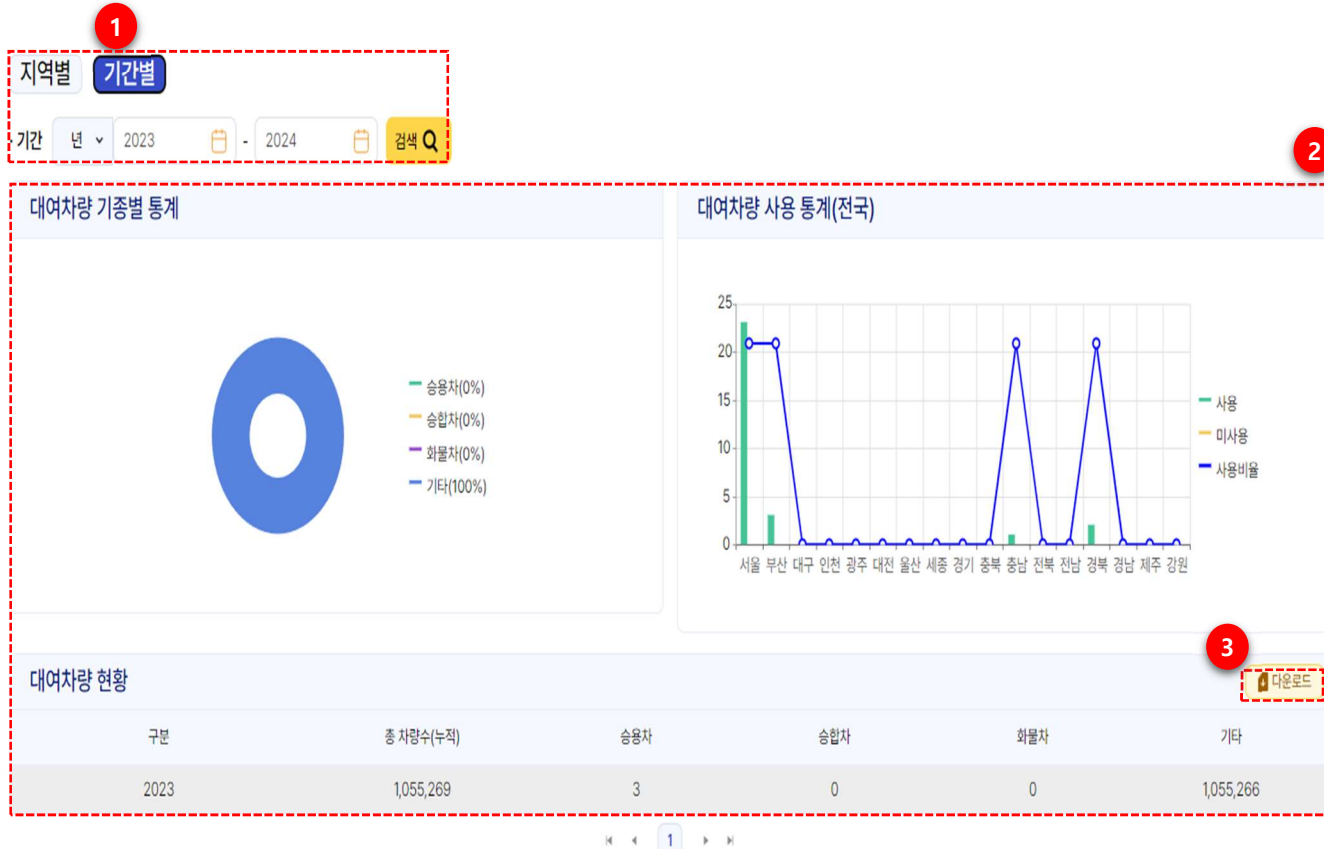 1
지역별 기간별
기간 년 2023 - 2024 검색
2
대여차량 기종별 통계
승용차(0%)
승합차(0%)
화물차(0%)
기타(100%)
대여차량 사용 통계(전국)
25
20
15
10
5
0
서울 부산 대구 인천 광주 대전 울산 세종 경기 충북 충남 전북 전남 경북 경남 제주 강원
사용
미사용
사용비율
3
대여차량 현황 다운로드
구분 총 차량수(누적) 승용차 승합차 화물차 기타
2023 1,055,269 3 0 0 1,055,266
1